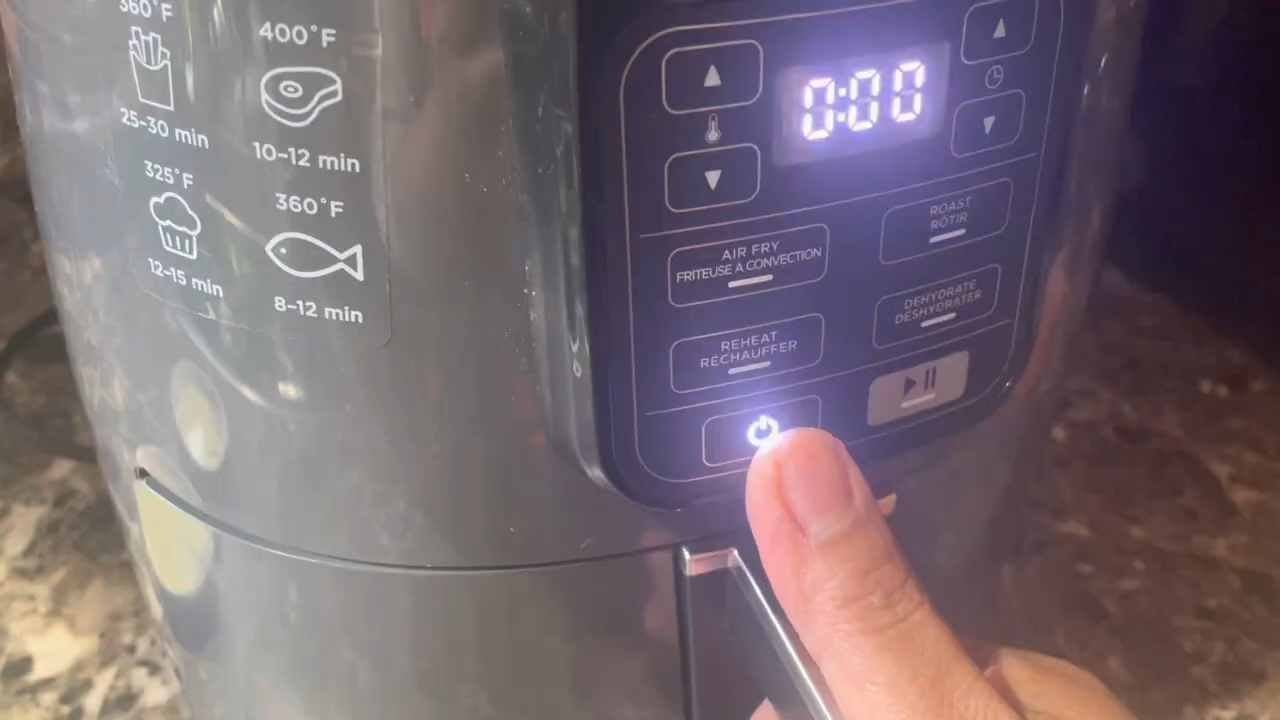 360°F
25-30 min
400°F
10-12 min
325°F
12-15 min
360°F
8-12 min
0:00
AIR FRY
FRITEUSE À CONVECTION
ROAST
RÔTIR
REHEAT
RÉCHAUFFER
DEHYDRATE
DÉSHYDRATER